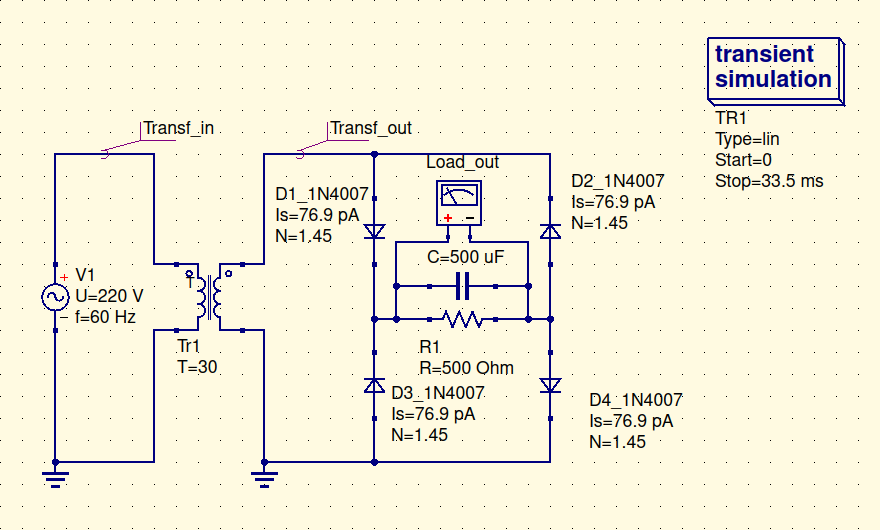 transient
simulation
TR1
Type=lin
Start=0
Stop=33.5 ms
Transf_in
Transf_out
Load_out
D1_1N4007
Is=76.9 pA
N=1.45
D2_1N4007
Is=76.9 pA
N=1.45
+ −
C=500 uF
+
V1
U=220 V
− f=60 Hz
T
Tr1
T=30
R1
R=500 Ohm
D3_1N4007
Is=76.9 pA
N=1.45
D4_1N4007
Is=76.9 pA
N=1.45